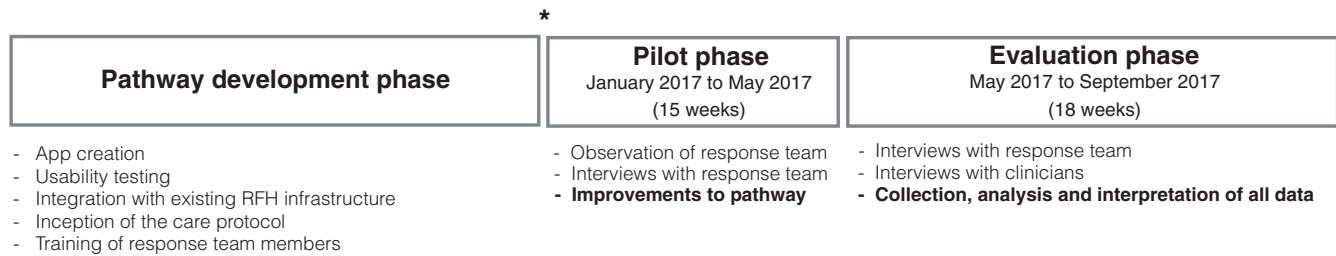 *
Pathway development phase
- App creation
- Usability testing
- Integration with existing RFH infrastructure
- Inception of the care protocol
- Training of response team members
Pilot phase
January 2017 to May 2017
(15 weeks)
- Observation of response team
- Interviews with response team
- Improvements to pathway
Evaluation phase
May 2017 to September 2017
(18 weeks)
- Interviews with response team
- Interviews with clinicians
- Collection, analysis and interpretation of all data